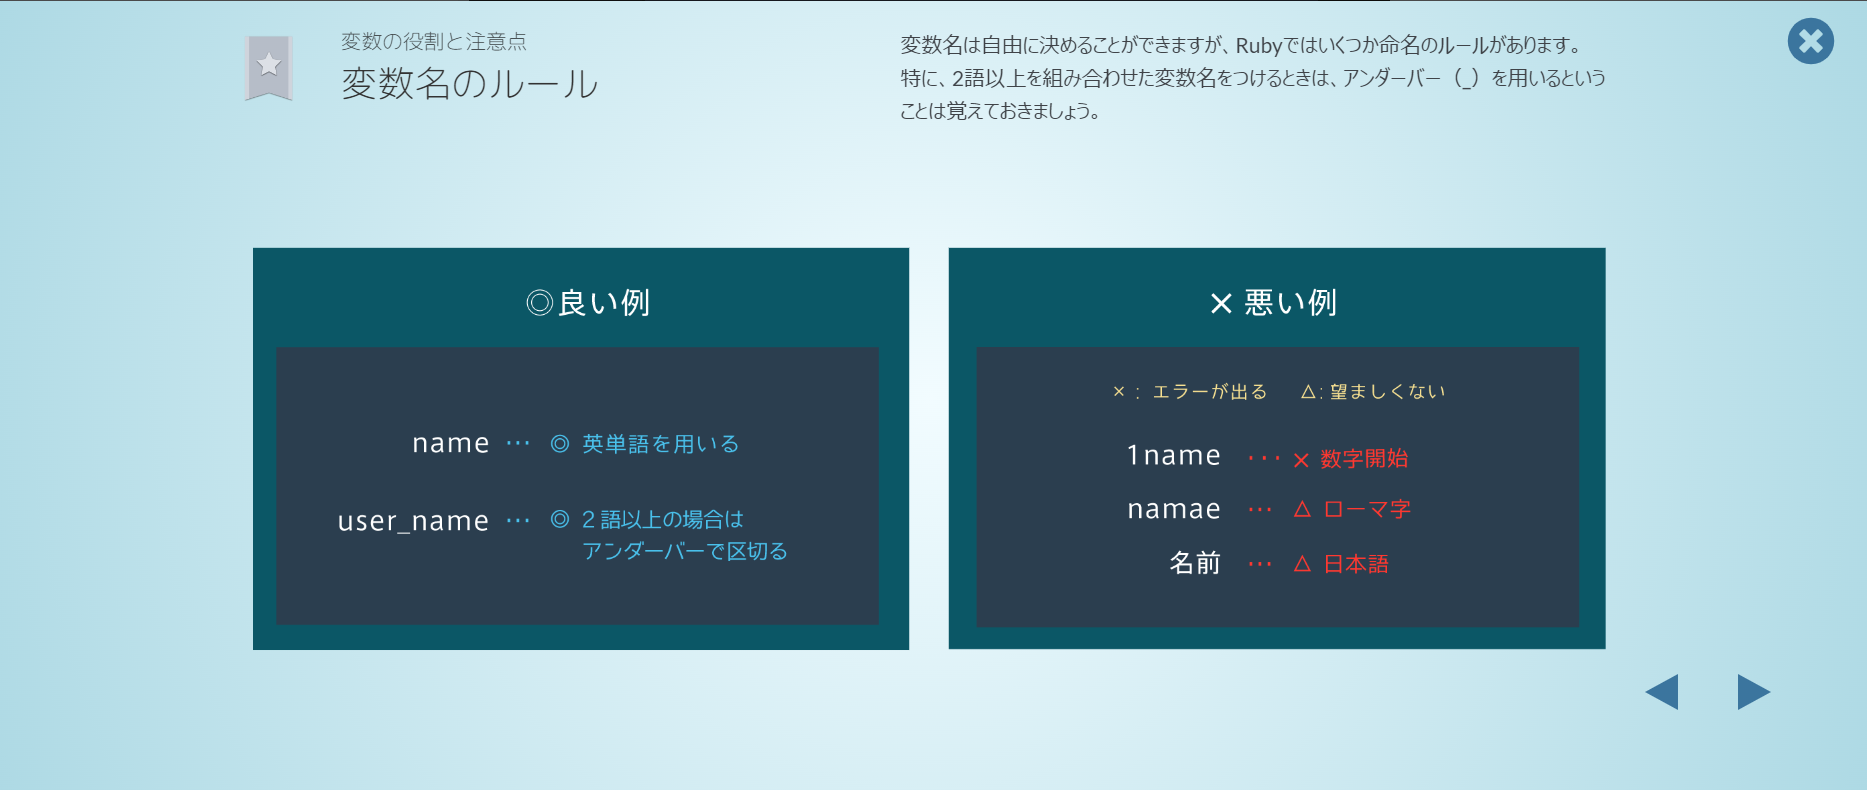 変数の役割と注意点
変数名のルール
変数名は自由に決めることができますが、Rubyではいくつか命名のルールがあります。
特に、2語以上を組み合わせた変数名をつけるときは、アンダーバー（_）を用いるという
ことは覚えておきましょう。
◎良い例
name … ◎ 英単語を用いる
user_name … ◎ 2語以上の場合は
アンダーバーで区切る
× 悪い例
×： エラーが出る △：望ましくない
1name … × 数字開始
namae … △ ローマ字
名前 … △ 日本語